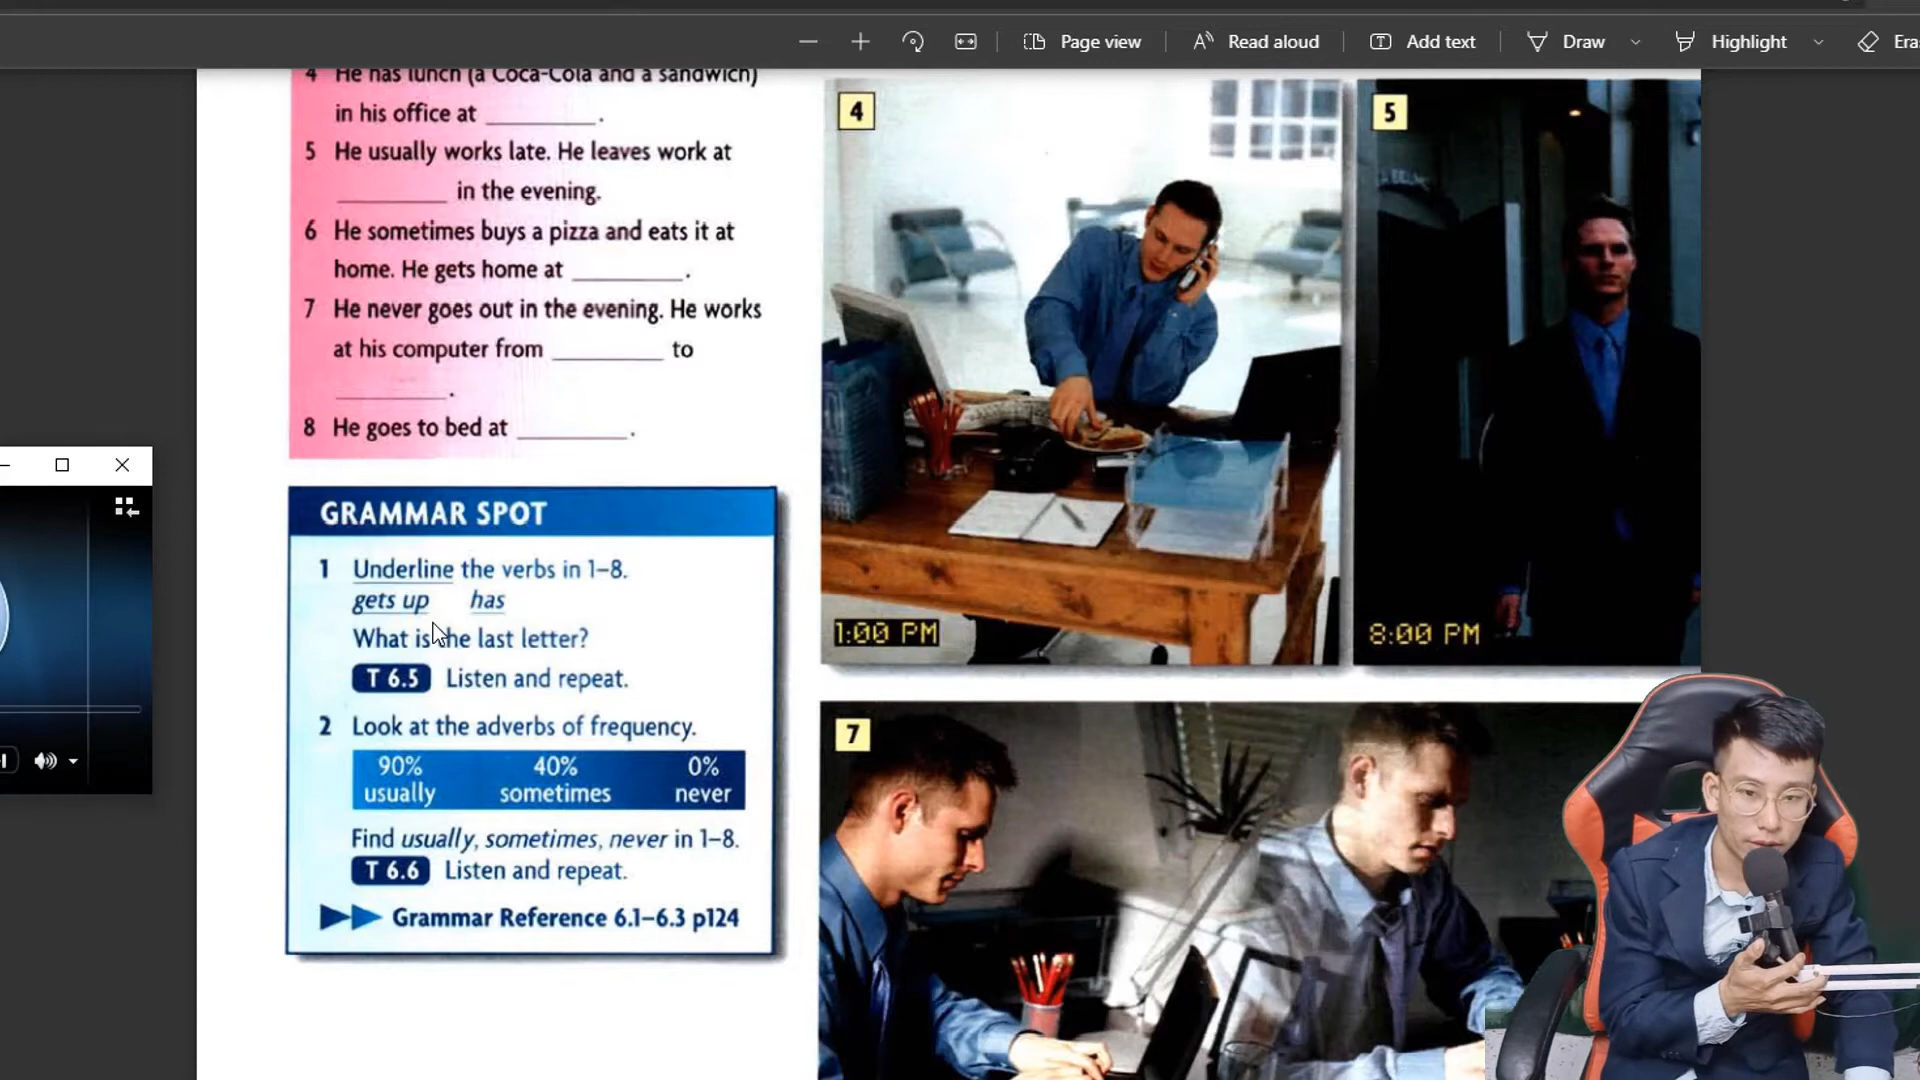 Page view
Read aloud
Add text
Draw
Highlight
4 He has lunch (a Coca-Cola and a sandwich)
in his office at ________.
5 He usually works late. He leaves work at
________ in the evening.
6 He sometimes buys a pizza and eats it at
home. He gets home at ________.
7 He never goes out in the evening. He works
at his computer from ________ to
________.
8 He goes to bed at ________.
GRAMMAR SPOT
1 Underline the verbs in 1–8.
gets up has
What is the last letter?
T 6.5 Listen and repeat.
2 Look at the adverbs of frequency.
90% 40% 0%
usually sometimes never
Find usually, sometimes, never in 1–8.
T 6.6 Listen and repeat.
Grammar Reference 6.1–6.3 p124
4
1:00 PM
5
8:00 PM
7